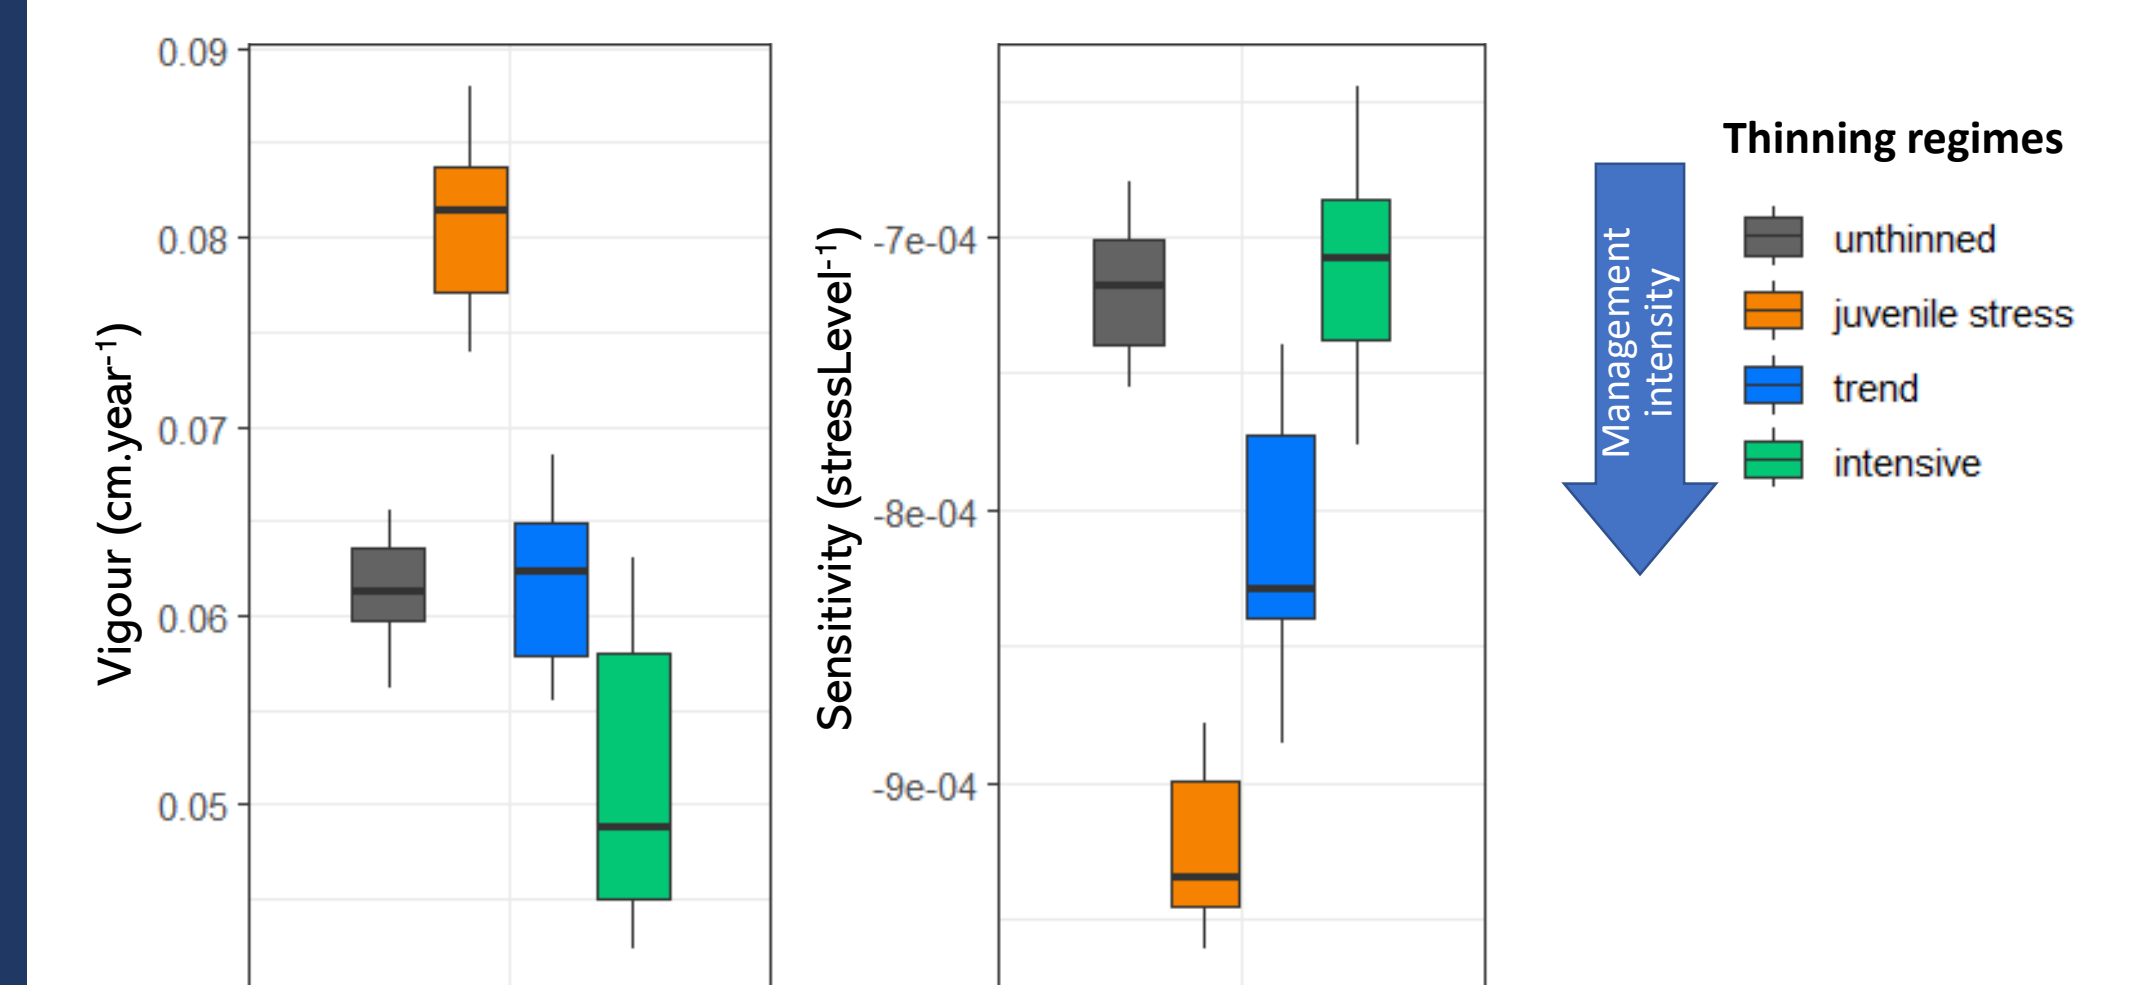 0.09
0.08
0.07
0.06
0.05
Vigour (cm.year⁻¹)
-7e-04
-8e-04
-9e-04
Sensitivity (stressLevel⁻¹)
Management
intensity
Thinning regimes
unthinned
juvenile stress
trend
intensive